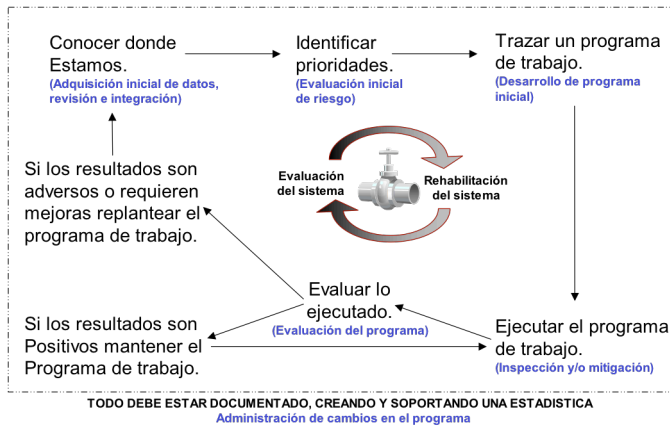 Conocer donde
Estamos.
(Adquisición inicial de datos,
revisión e integración)
Identificar
prioridades.
(Evaluación inicial
de riesgo)
Trazar un programa
de trabajo.
(Desarrollo de programa
inicial)
Si los resultados son
adversos o requieren
mejoras replantear el
programa de trabajo.
Evaluación
del sistema
Rehabilitación
del sistema
Evaluar lo
ejecutado.
(Evaluación del programa)
Si los resultados son
Positivos mantener el
Programa de trabajo.
Ejecutar el programa
de trabajo.
(Inspección y/o mitigación)
TODO DEBE ESTAR DOCUMENTADO, CREANDO Y SOPORTANDO UNA ESTADISTICA
Administración de cambios en el programa